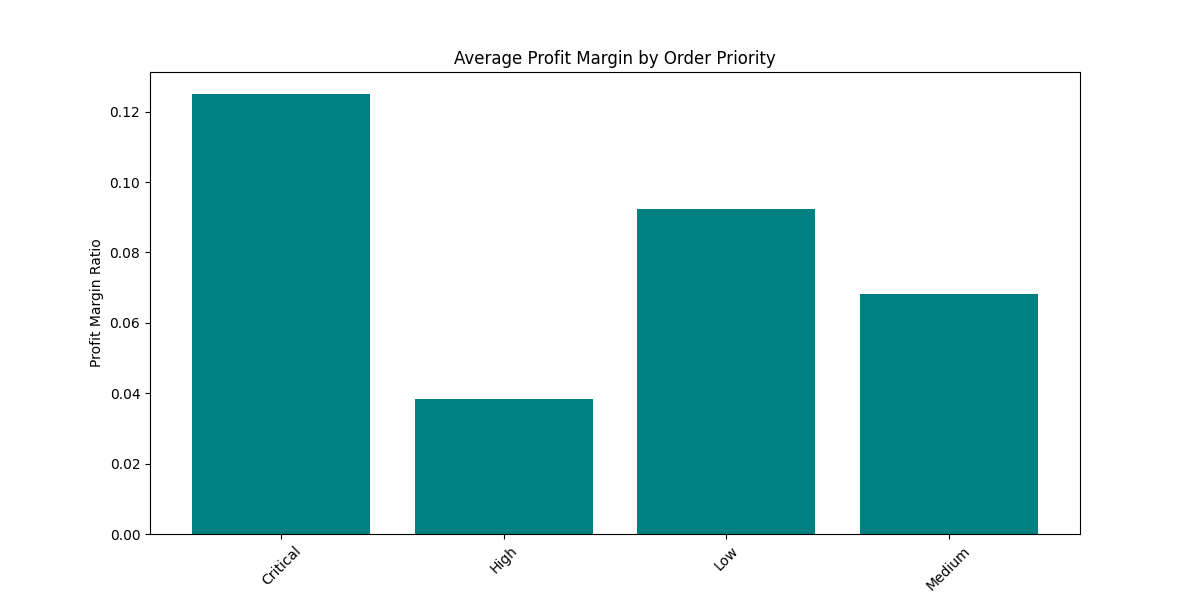 Average Profit Margin by Order Priority
Profit Margin Ratio
0.12
0.10
0.08
0.06
0.04
0.02
0.00
Critical
High
Low
Medium